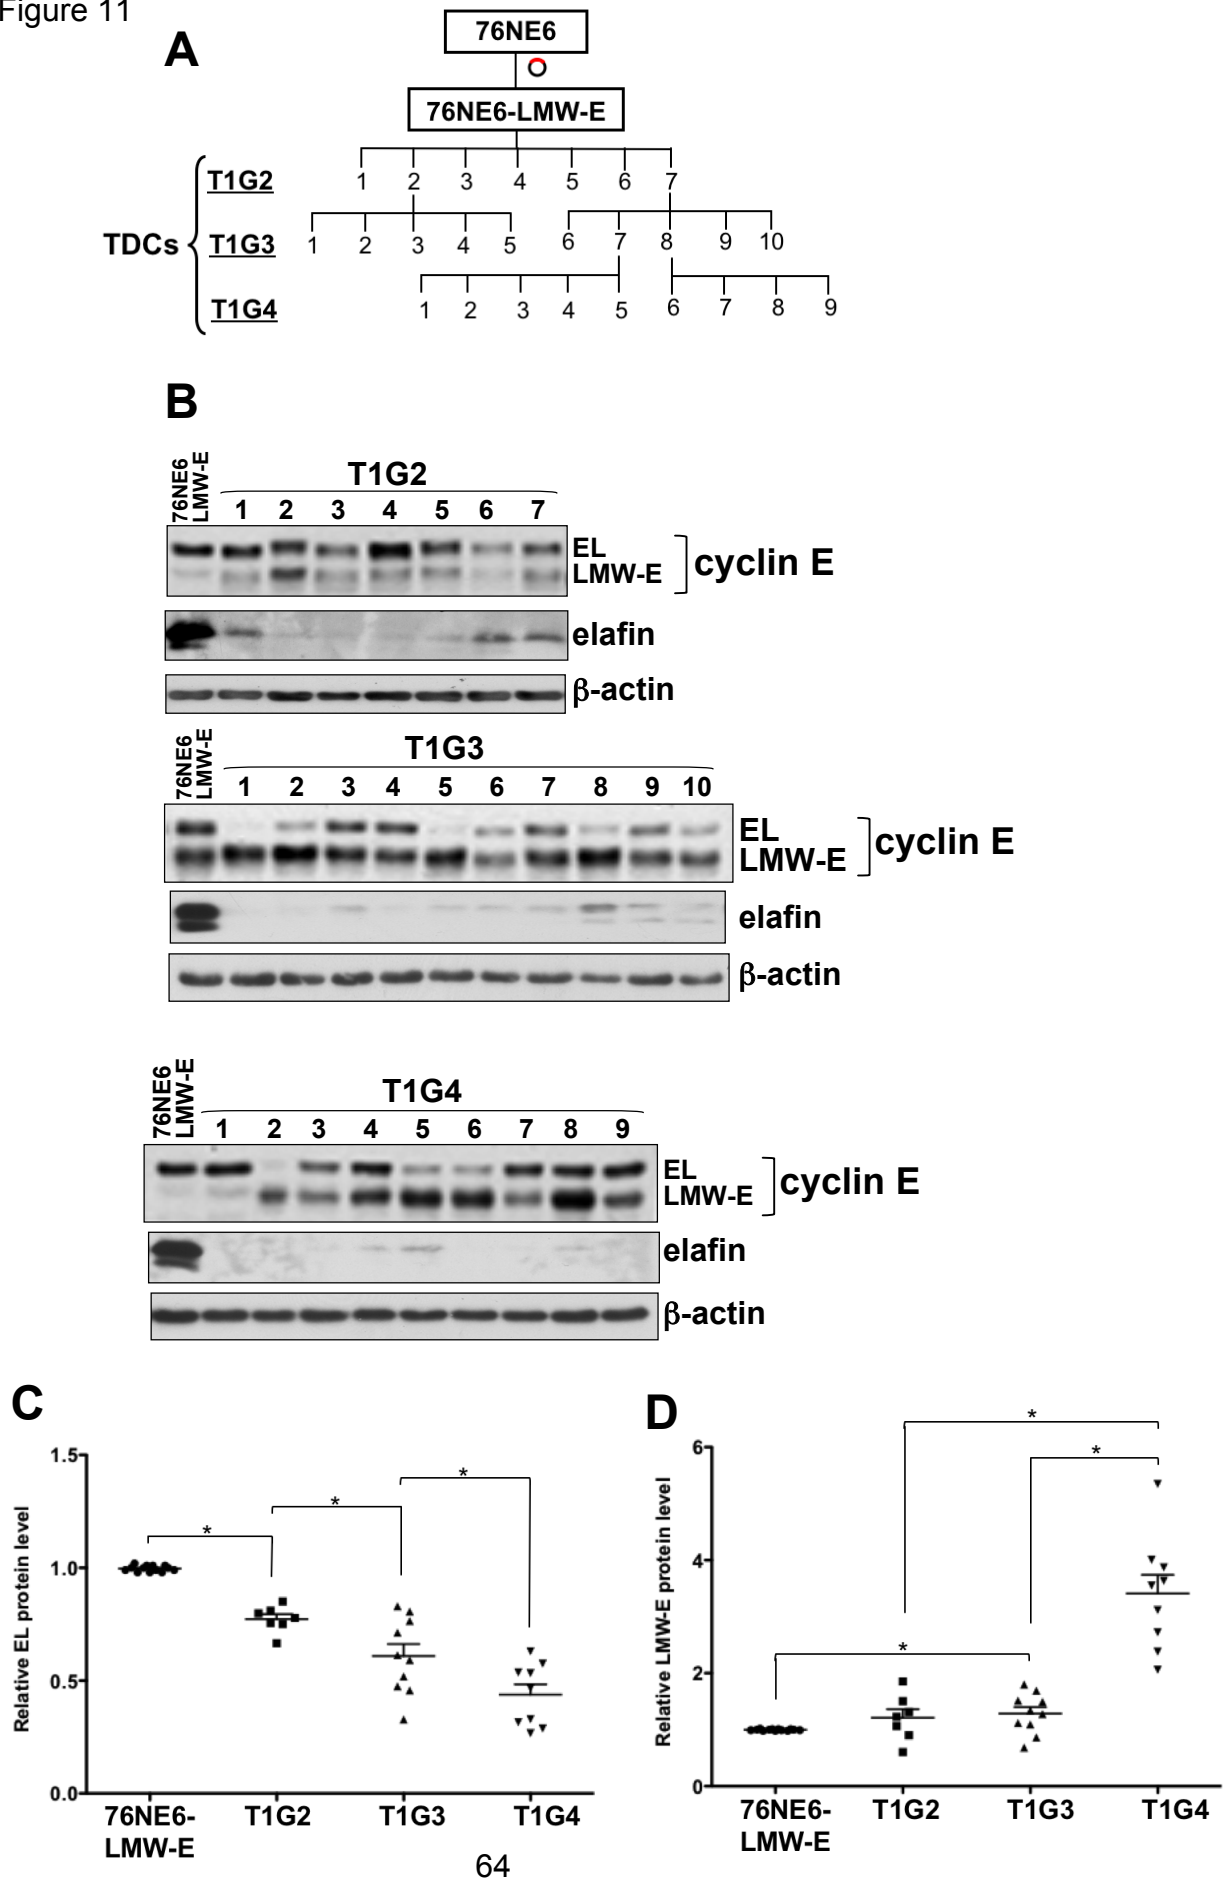 Figure 11
A
76NE6
76NE6-LMW-E
TDCs
T1G2
1 2 3 4 5 6 7
T1G3
1 2 3 4 5 6 7 8 9 10
T1G4
1 2 3 4 5 6 7 8 9
B
76NE6
LMW-E
T1G2
1 2 3 4 5 6 7
EL
LMW-E
cyclin E
elafin
β-actin
76NE6
LMW-E
T1G3
1 2 3 4 5 6 7 8 9 10
EL
LMW-E
cyclin E
elafin
β-actin
76NE6
LMW-E
T1G4
1 2 3 4 5 6 7 8 9
EL
LMW-E
cyclin E
elafin
β-actin
C
Relative EL protein level
1.5
1.0
0.5
0.0
* * *
76NE6-
LMW-E
T1G2 T1G3 T1G4
D
Relative LMW-E protein level
6
4
2
0
* * *
76NE6-
LMW-E
T1G2 T1G3 T1G4
64